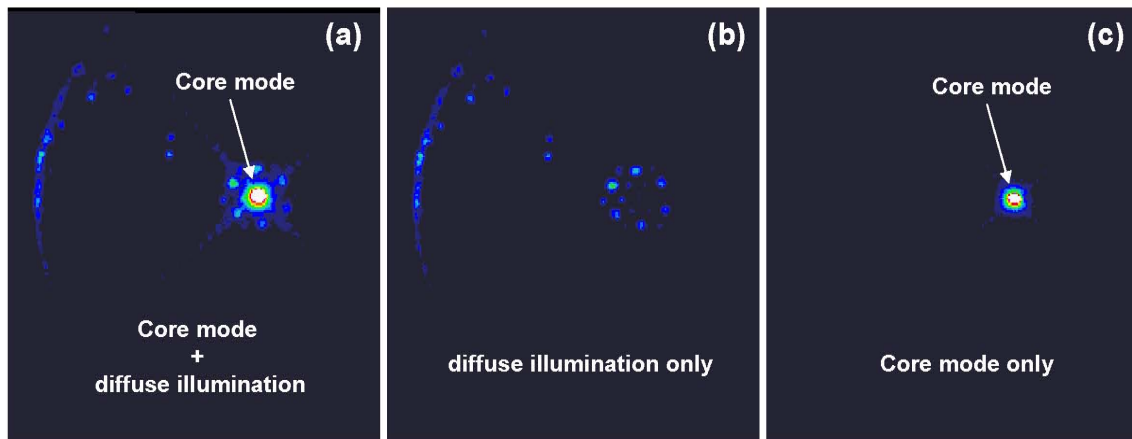 (a)
Core mode
Core mode
+
diffuse illumination
(b)
diffuse illumination only
(c)
Core mode
Core mode only